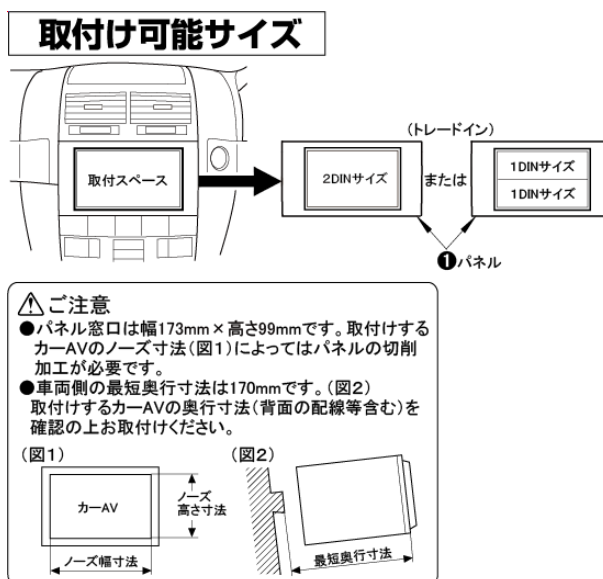 取付け可能サイズ
(トレードイン)
取付スペース
2DINサイズ
または
1DINサイズ
1DINサイズ
❶パネル
⚠ご注意
●パネル窓口は幅173mm×高さ99mmです。取付けする
カーAVのノーズ寸法(図1)によってはパネルの切削
加工が必要です。
●車両側の最短奥行寸法は170mmです。(図2)
取付けするカーAVの奥行寸法(背面の配線等含む)を
確認の上お取付けください。
(図1)
(図2)
カーAV
ノーズ
高さ寸法
ノーズ幅寸法
最短奥行寸法